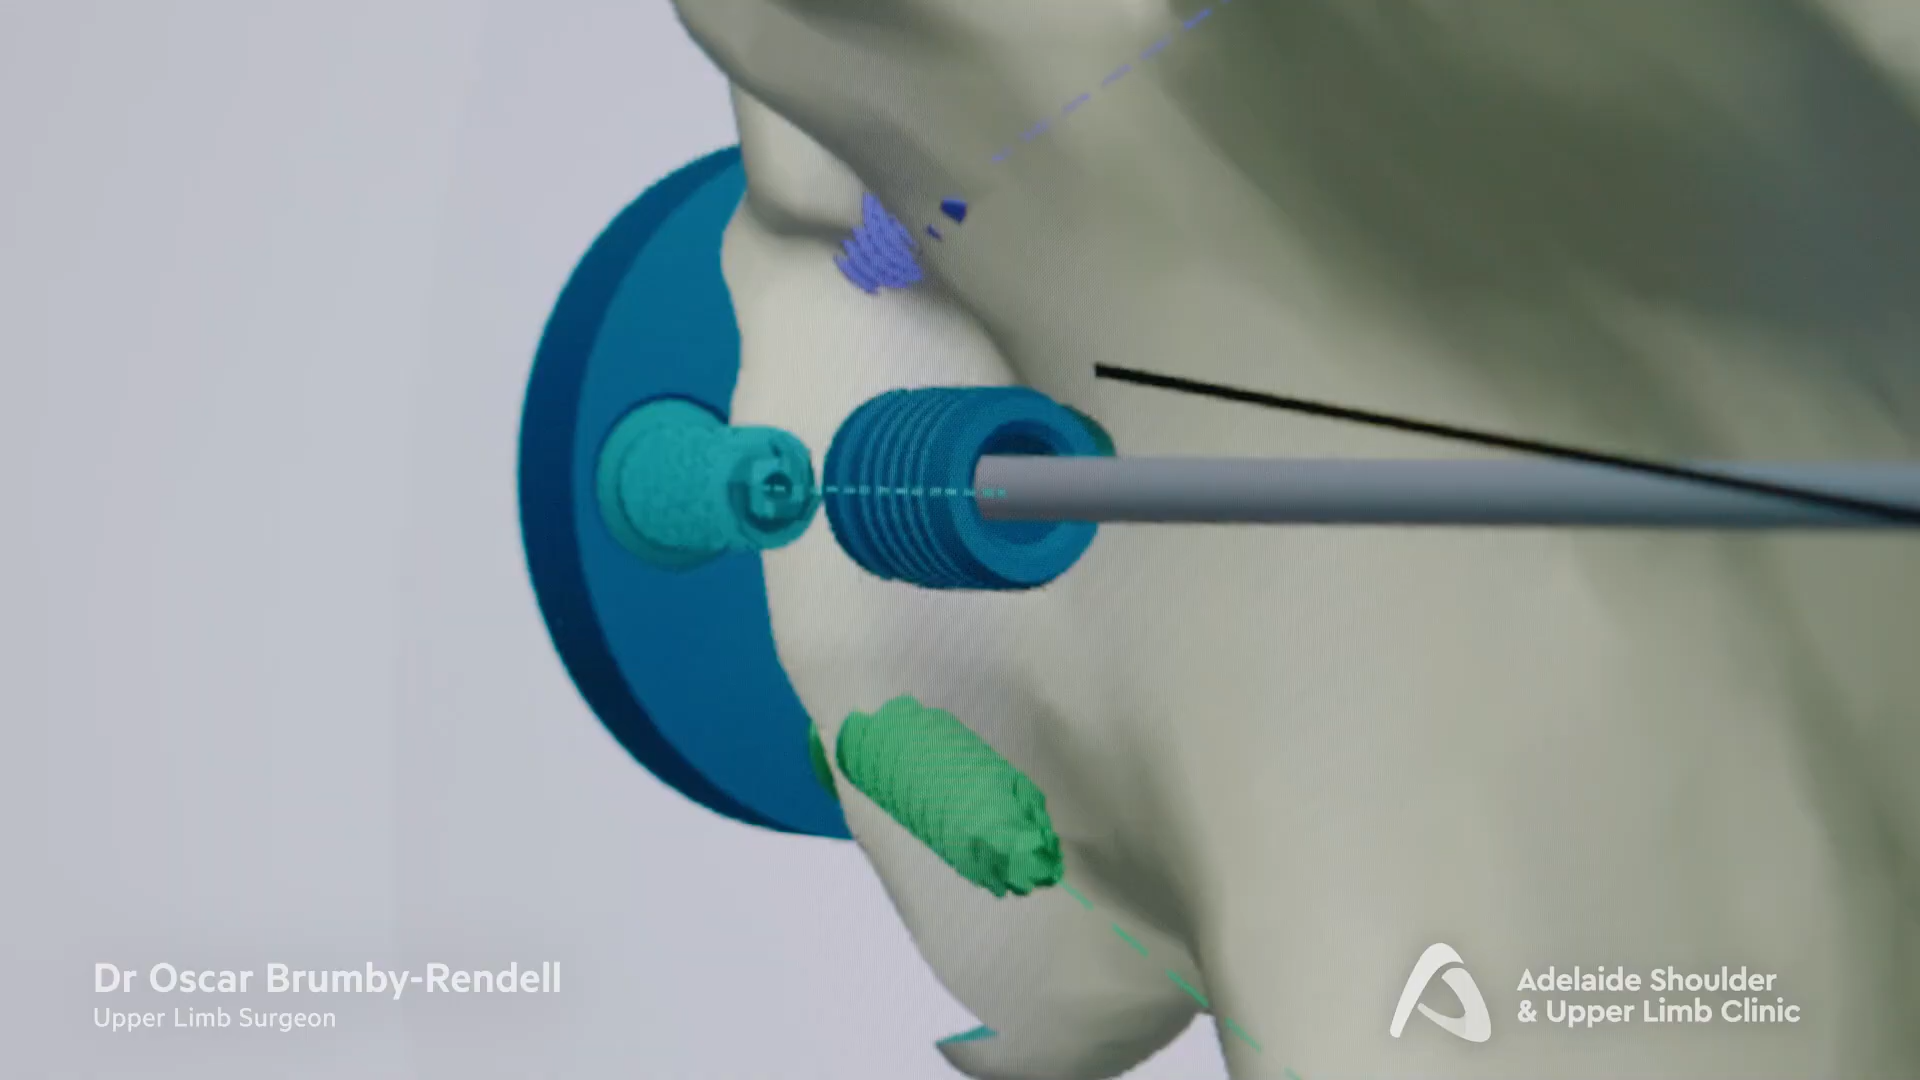 Dr Oscar Brumby-Rendell
Upper Limb Surgeon
Adelaide Shoulder
& Upper Limb Clinic